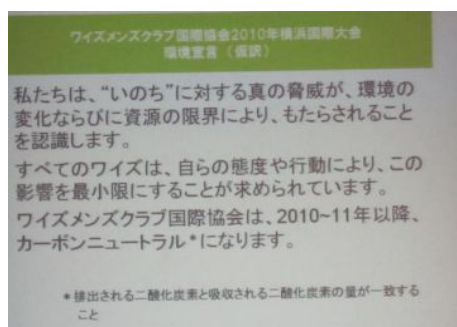 ワイズメンズクラブ国際協会2010年横浜国際大会
環境宣言（仮訳）
私たちは、“いのち”に対する真の脅威が、環境の
変化ならびに資源の限界により、もたらされること
を認識します。
すべてのワイズは、自らの態度や行動により、この
影響を最小限にすることが求められています。
ワイズメンズクラブ国際協会は、2010~11年以降、
カーボンニュートラル*になります。
*排出される二酸化炭素と吸収される二酸化炭素の量が一致する
こと